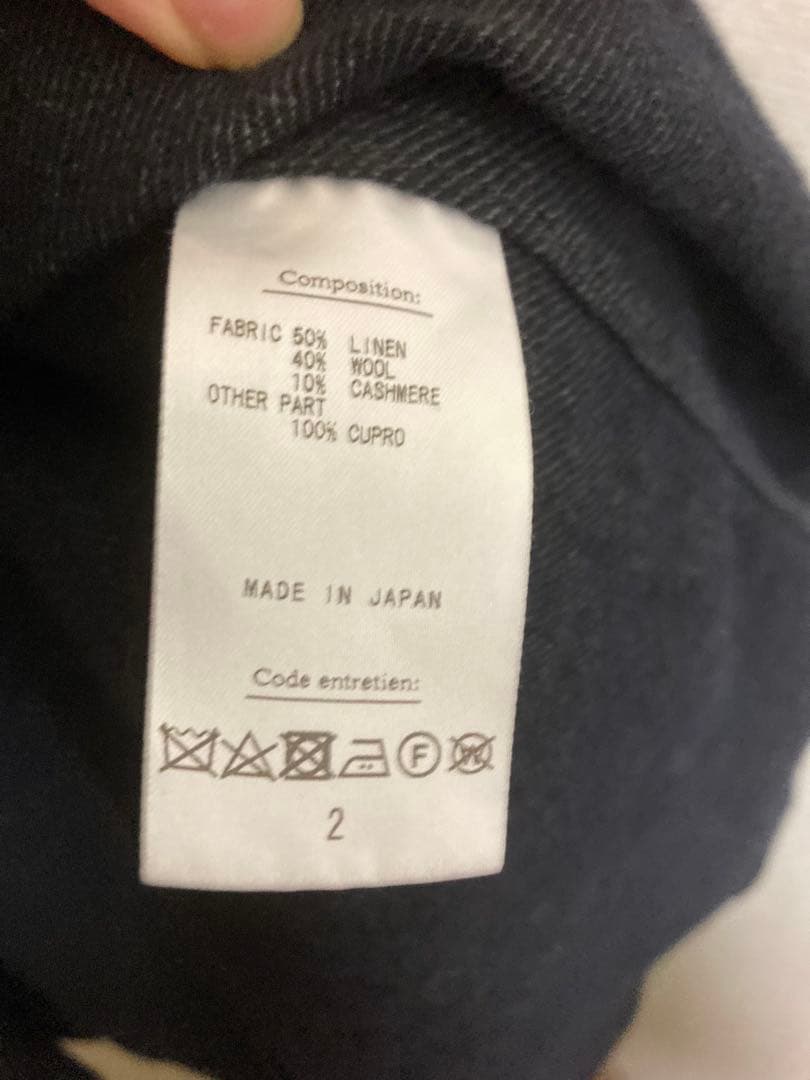 Composition:
FABRIC 50% LINEN
40% WOOL
10% CASHMERE
OTHER PART
100% CUPRO
MADE IN JAPAN
Code entretien:
F W
2